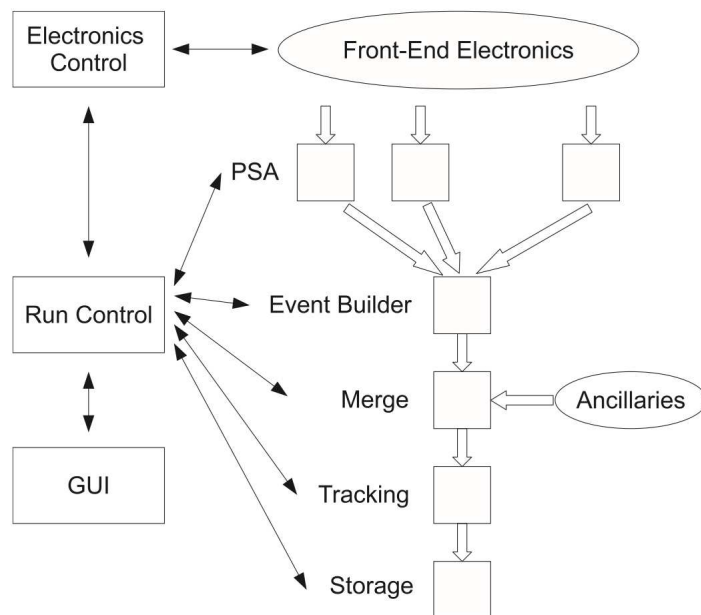 Electronics
Control
Front-End Electronics
PSA
Run Control
Event Builder
Merge
Ancillaries
GUI
Tracking
Storage